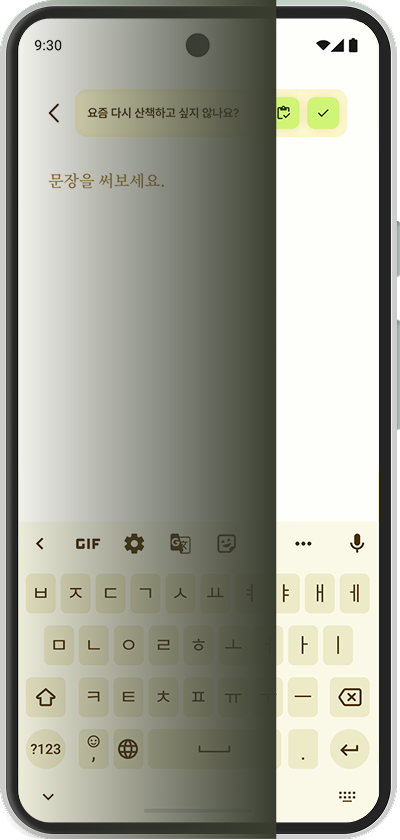 9:30
요즘 다시 산책하고 싶지 않나요?
문장을 써보세요.
GIF
ㅂ ㅈ ㄷ ㄱ ㅅ ㅛ ㅕ ㅑ ㅐ ㅔ
ㅁ ㄴ ㅇ ㄹ ㅎ ㅗ ㅏ ㅣ
ㅋ ㅌ ㅊ ㅍ ㅠ ㅜ ㅡ
?123 , .